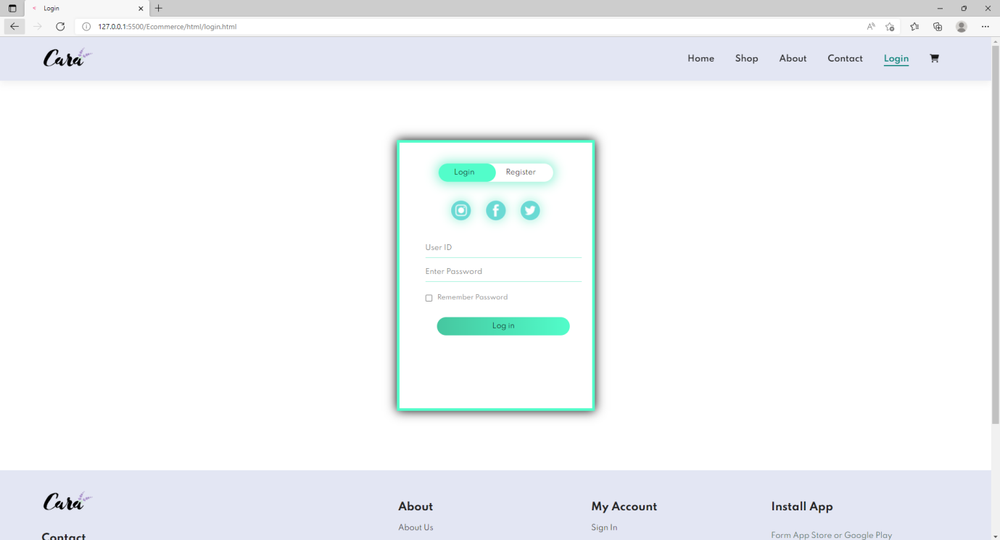 Login
127.0.0.1:5500/Ecommerce/html/login.html
Cara
Home Shop About Contact Login
Login Register
User ID
Enter Password
Remember Password
Log in
Cara
About My Account Install App
About Us Sign In
Form App Store or Google Play
Contact